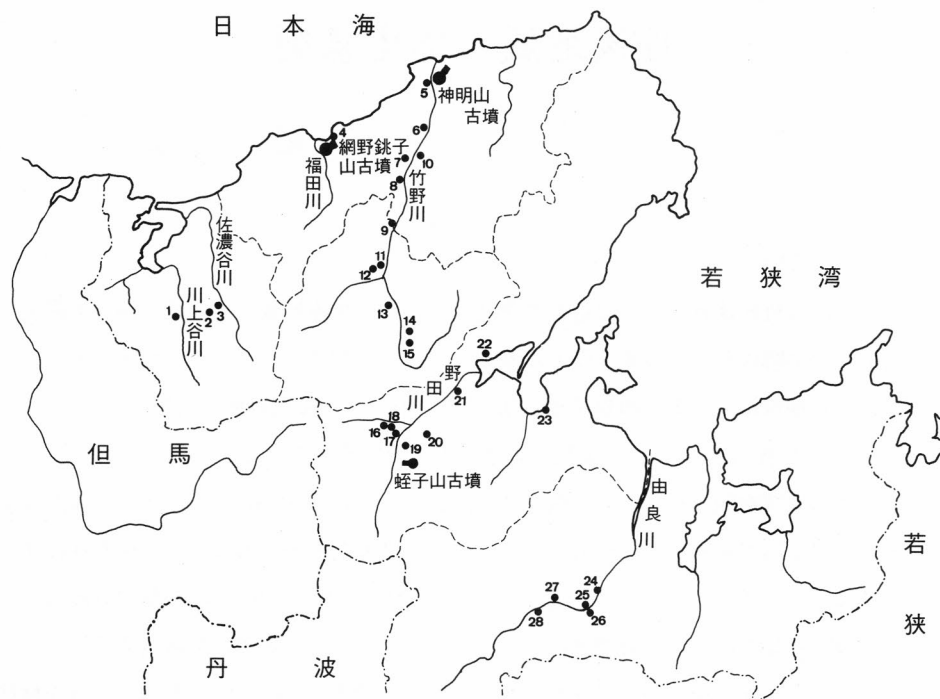 日本海
5
神明山
古墳
4
網野銚子
山古墳
6
7
10
8
福田川
竹野川
9
佐濃谷川
若狭湾
11
12
川上谷川
1
2
3
13
14
15
22
野田川
21
18
16
17
20
23
19
但馬
蛭子山古墳
由良川
若狭
24
27
25
28
26
丹波